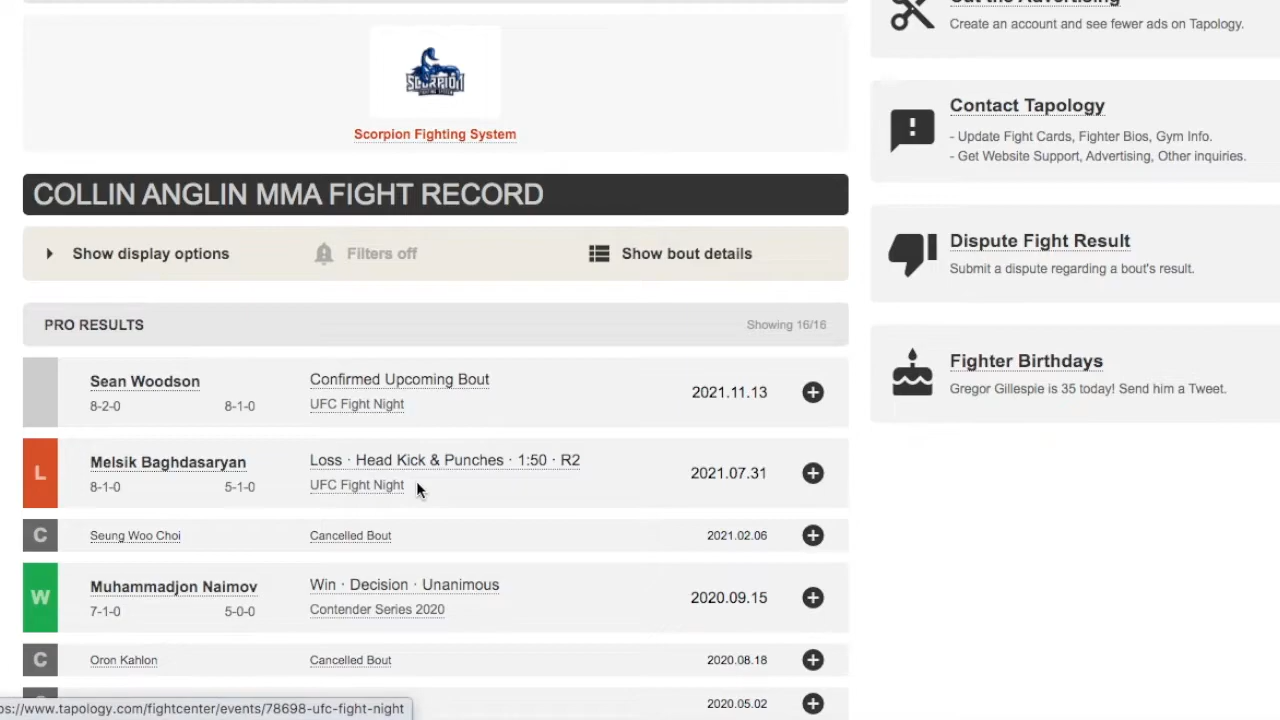 Cut the Advertising
Create an account and see fewer ads on Tapology.
SCORPION
Scorpion Fighting System
Contact Tapology
- Update Fight Cards, Fighter Bios, Gym Info.
- Get Website Support, Advertising, Other inquiries.
COLLIN ANGLIN MMA FIGHT RECORD
Show display options
Filters off
Show bout details
Dispute Fight Result
Submit a dispute regarding a bout's result.
PRO RESULTS
Showing 16/16
Fighter Birthdays
Gregor Gillespie is 35 today! Send him a Tweet.
Sean Woodson
Confirmed Upcoming Bout
2021.11.13
8-2-0
8-1-0
UFC Fight Night
L
Melsik Baghdasaryan
Loss · Head Kick & Punches · 1:50 · R2
2021.07.31
8-1-0
5-1-0
UFC Fight Night
C
Seung Woo Choi
Cancelled Bout
2021.02.06
W
Muhammadjon Naimov
Win · Decision · Unanimous
2020.09.15
7-1-0
5-0-0
Contender Series 2020
C
Oron Kahlon
Cancelled Bout
2020.08.18
2020.05.02
ps://www.tapology.com/fightcenter/events/78698-ufc-fight-night